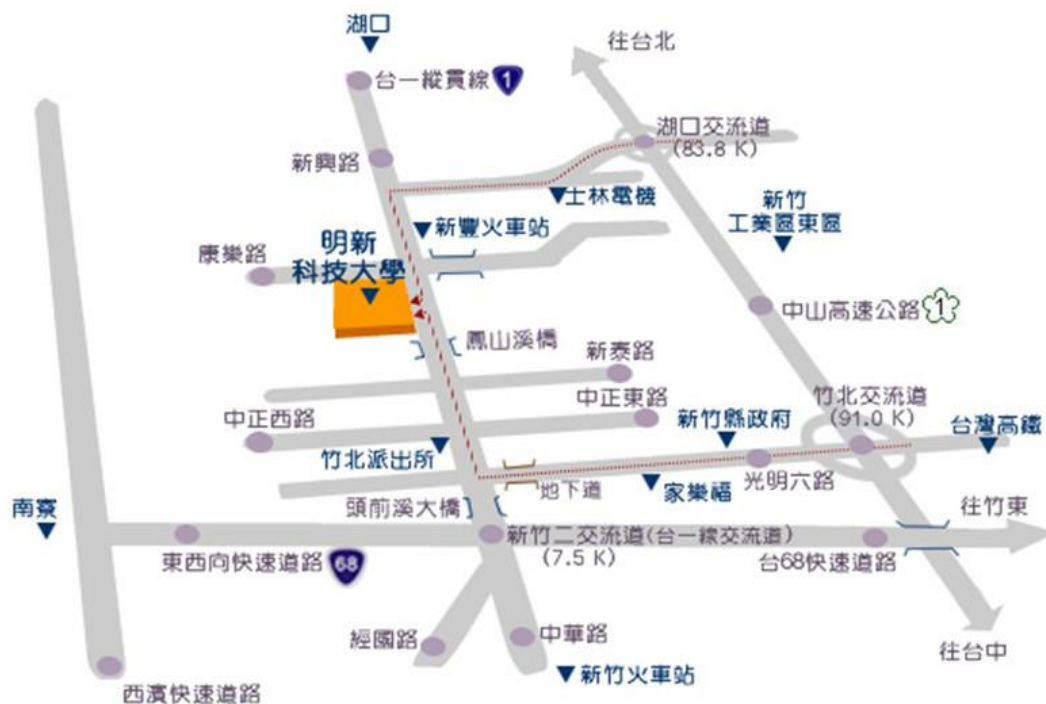 湖口
往台北
台一縱貫線 1
湖口交流道
(83.8 K)
新興路
士林電機
新竹
工業區東區
新豐火車站
明新
科技大學
康樂路
中山高速公路 1
鳳山溪橋
新泰路
中正東路
竹北交流道
(91.0 K)
中正西路
新竹縣政府
台灣高鐵
竹北派出所
光明六路
家樂福
地下道
南寮
頭前溪大橋
往竹東
新竹二交流道(台一線交流道)
(7.5 K)
東西向快速道路 68
台68快速道路
經國路
中華路
往台中
新竹火車站
西濱快速道路